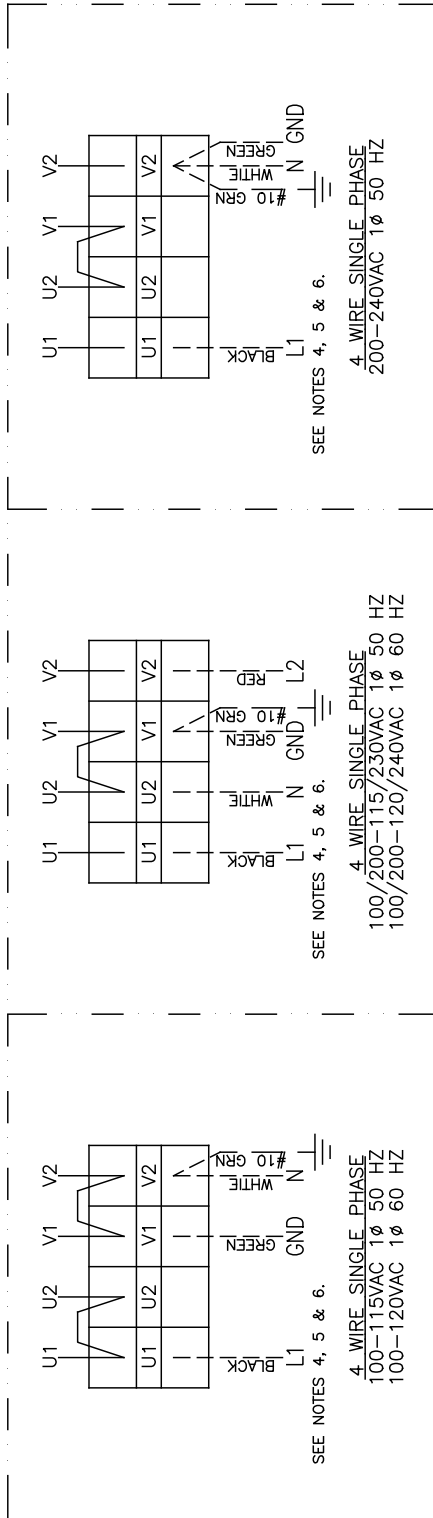 U1 U2 V1 V2
U1 U2 V1 V2
BLACK GREEN WHTIE #10 GRN
L1 GND N
SEE NOTES 4, 5 & 6.
4 WIRE SINGLE PHASE
100-115VAC 1ø 50 HZ
100-120VAC 1ø 60 HZ
U1 U2 V1 V2
U1 U2 V1 V2
BLACK WHTIE GREEN #10 GRN RED
L1 N GND L2
SEE NOTES 4, 5 & 6.
4 WIRE SINGLE PHASE
100/200-115/230VAC 1ø 50 HZ
100/200-120/240VAC 1ø 60 HZ
U1 U2 V1 V2
U1 U2 V1 V2
BLACK #10 GRN WHTIE GREEN
L1 N GND
SEE NOTES 4, 5 & 6.
4 WIRE SINGLE PHASE
200-240VAC 1ø 50 HZ